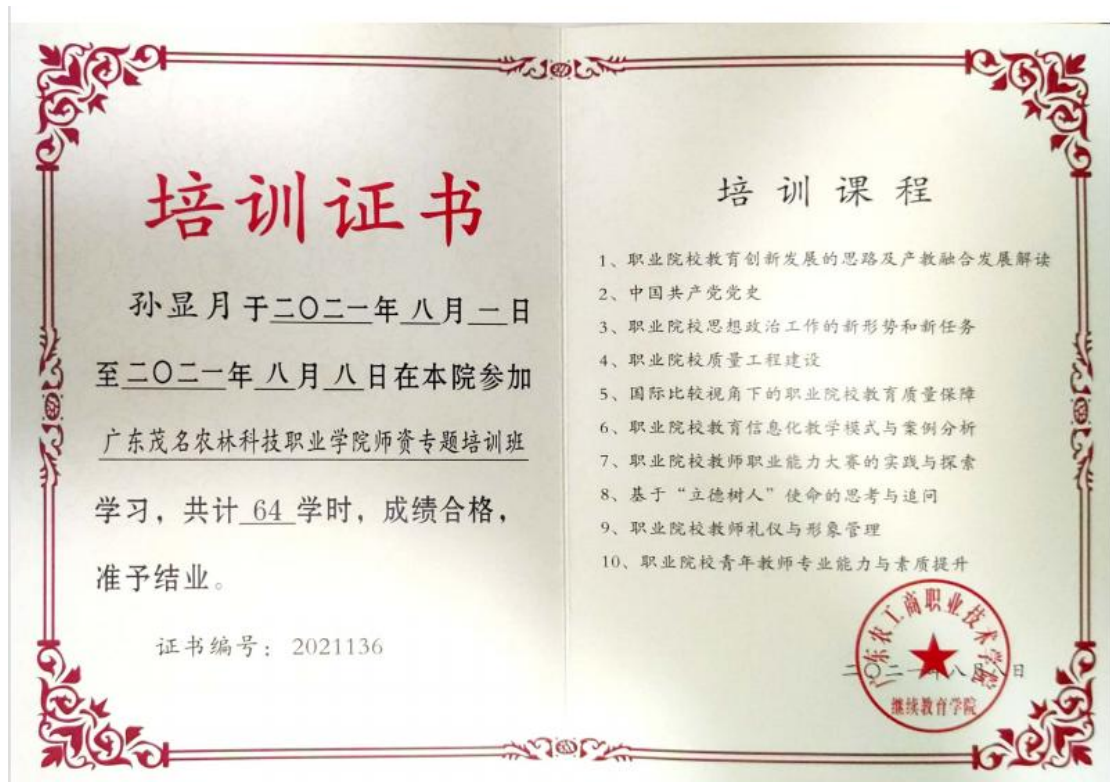 培训证书
孙显月于二〇二一年八月一日
至二〇二一年八月八日在本院参加
广东茂名农林科技职业学院师资专题培训班
学习，共计64学时，成绩合格，
准予结业。
证书编号：2021136
培训课程
1、职业院校教育创新发展的思路及产教融合发展解读
2、中国共产党党史
3、职业院校思想政治工作的新形势和新任务
4、职业院校质量工程建设
5、国际比较视角下的职业院校教育质量保障
6、职业院校教育信息化教学模式与案例分析
7、职业院校教师职业能力大赛的实践与探索
8、基于“立德树人”使命的思考与追问
9、职业院校教师礼仪与形象管理
10、职业院校青年教师专业能力与素质提升
广东农工商职业技术学院
二〇二一年八月八日
继续教育学院